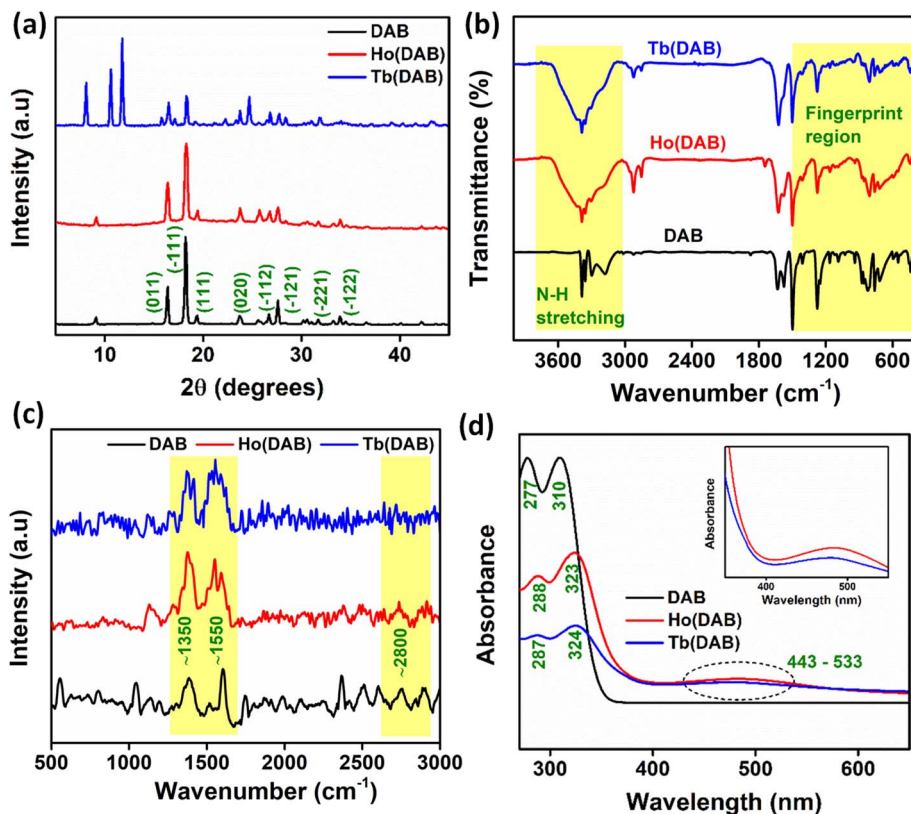 (a)
DAB
Ho(DAB)
Tb(DAB)
Intensity (a.u)
(011)
(-111)
(111)
(020)
(-112)
(-121)
(-221)
(-122)
10 20 30 40
2θ (degrees)
(b)
Tb(DAB)
Fingerprint
region
Ho(DAB)
DAB
N-H
stretching
Transmittance (%)
3600 3000 2400 1800 1200 600
Wavenumber (cm⁻¹)
(c)
DAB Ho(DAB) Tb(DAB)
Intensity (a.u)
~1350
~1550
~2800
500 1000 1500 2000 2500 3000
Wavenumber (cm⁻¹)
(d)
277 310
288 323
287 324
DAB
Ho(DAB)
Tb(DAB)
443 - 533
Absorbance
300 400 500 600
Wavelength (nm)
Absorbance
400 500
Wavelength (nm)